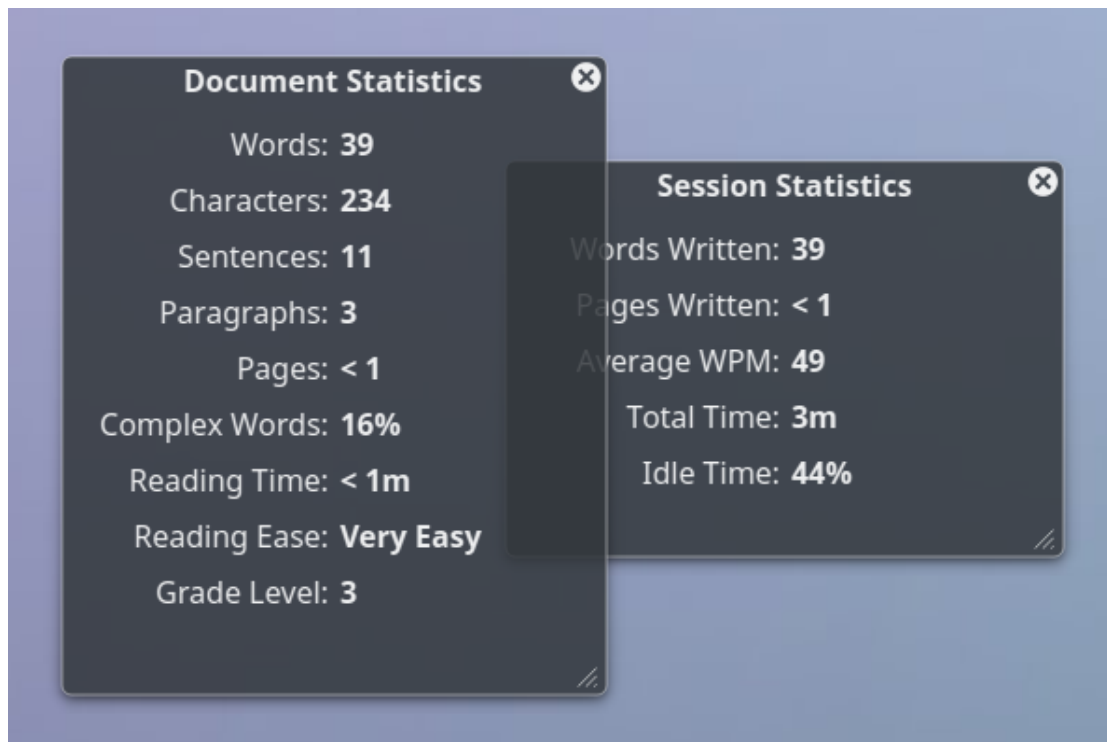 Document Statistics
Words: 39
Characters: 234
Sentences: 11
Paragraphs: 3
Pages: < 1
Complex Words: 16%
Reading Time: < 1m
Reading Ease: Very Easy
Grade Level: 3
Session Statistics
Words Written: 39
Pages Written: < 1
Average WPM: 49
Total Time: 3m
Idle Time: 44%